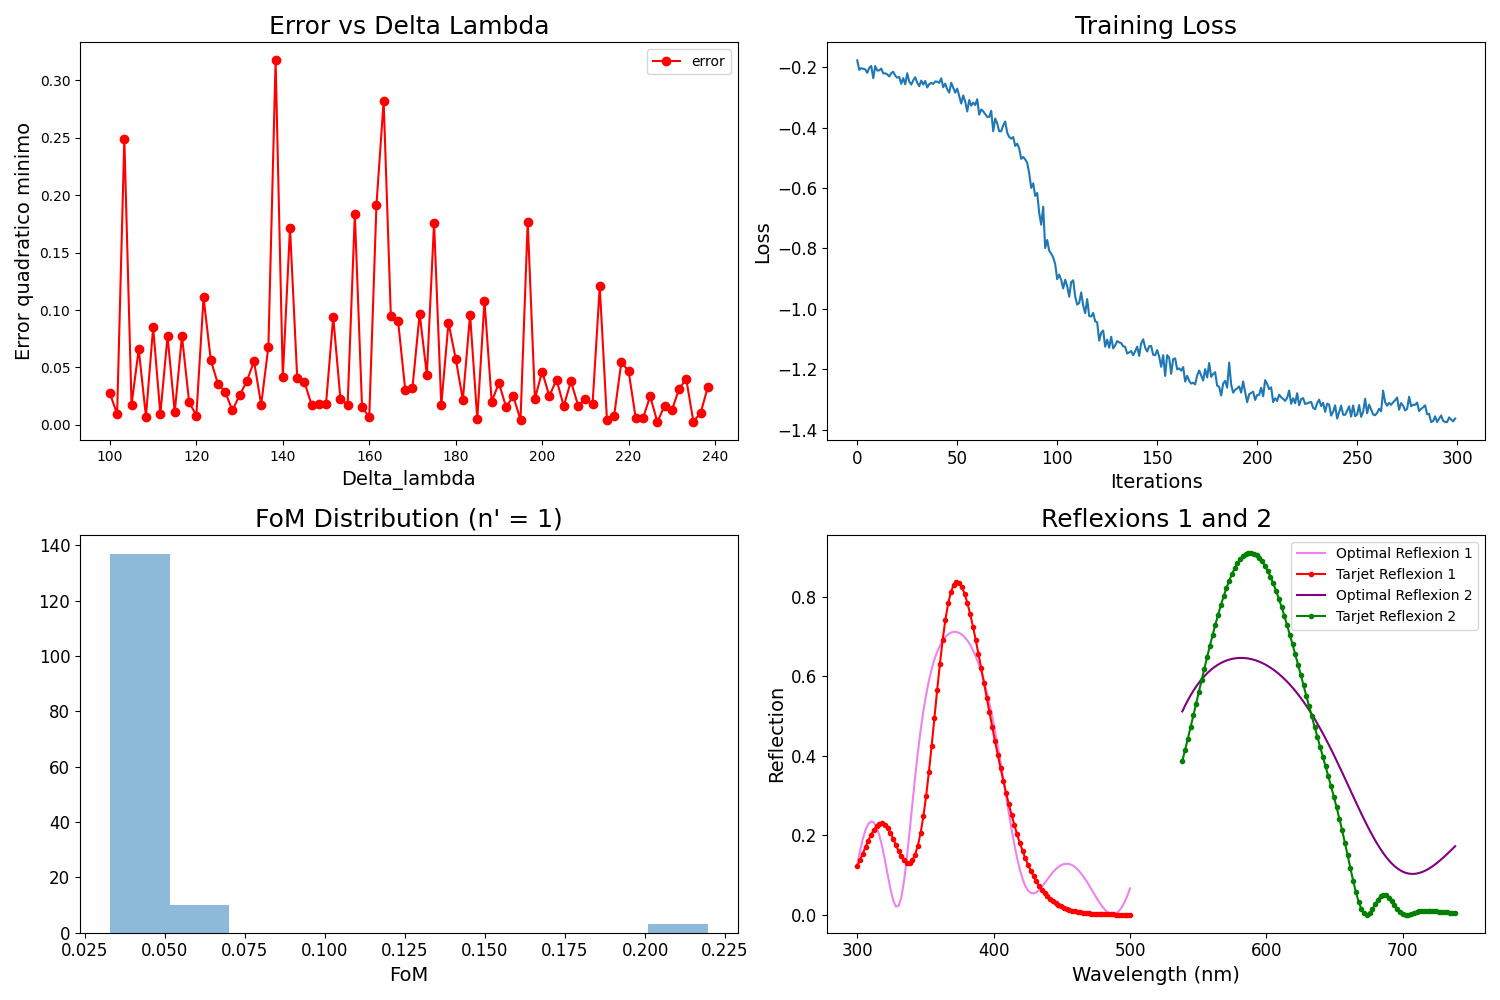 Error vs Delta Lambda
error
Error quadratico minimo
0.30
0.25
0.20
0.15
0.10
0.05
0.00
100 120 140 160 180 200 220 240
Delta_lambda
Training Loss
Loss
−0.2
−0.4
−0.6
−0.8
−1.0
−1.2
−1.4
0 50 100 150 200 250 300
Iterations
FoM Distribution (n' = 1)
140
120
100
80
60
40
20
0
0.025 0.050 0.075 0.100 0.125 0.150 0.175 0.200 0.225
FoM
Reflexions 1 and 2
Optimal Reflexion 1
Tarjet Reflexion 1
Optimal Reflexion 2
Tarjet Reflexion 2
Reflection
0.8
0.6
0.4
0.2
0.0
300 400 500 600 700
Wavelength (nm)